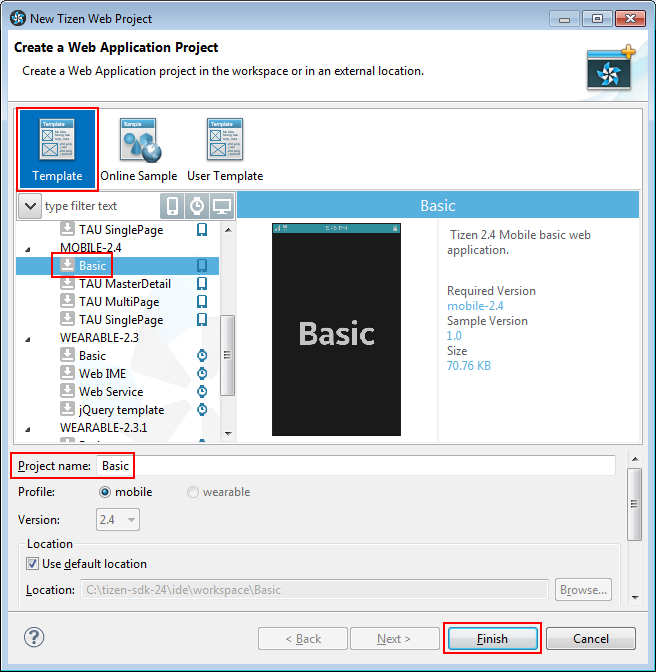 New Tizen Web Project
Create a Web Application Project
Create a Web Application project in the workspace or in an external location.
Template
Online Sample
User Template
type filter text
TAU SinglePage
MOBILE-2.4
Basic
TAU MasterDetail
TAU MultiPage
TAU SinglePage
WEARABLE-2.3
Basic
Web IME
Web Service
jQuery template
WEARABLE-2.3.1
Basic
Basic
Tizen 2.4 Mobile basic web
application.
Required Version
mobile-2.4
Sample Version
1.0
Size
70.76 KB
Project name: Basic
Profile: mobile wearable
Version: 2.4
Location
Use default location
Location: C:\tizen-sdk-24\ide\workspace\Basic Browse...
? < Back Next > Finish Cancel